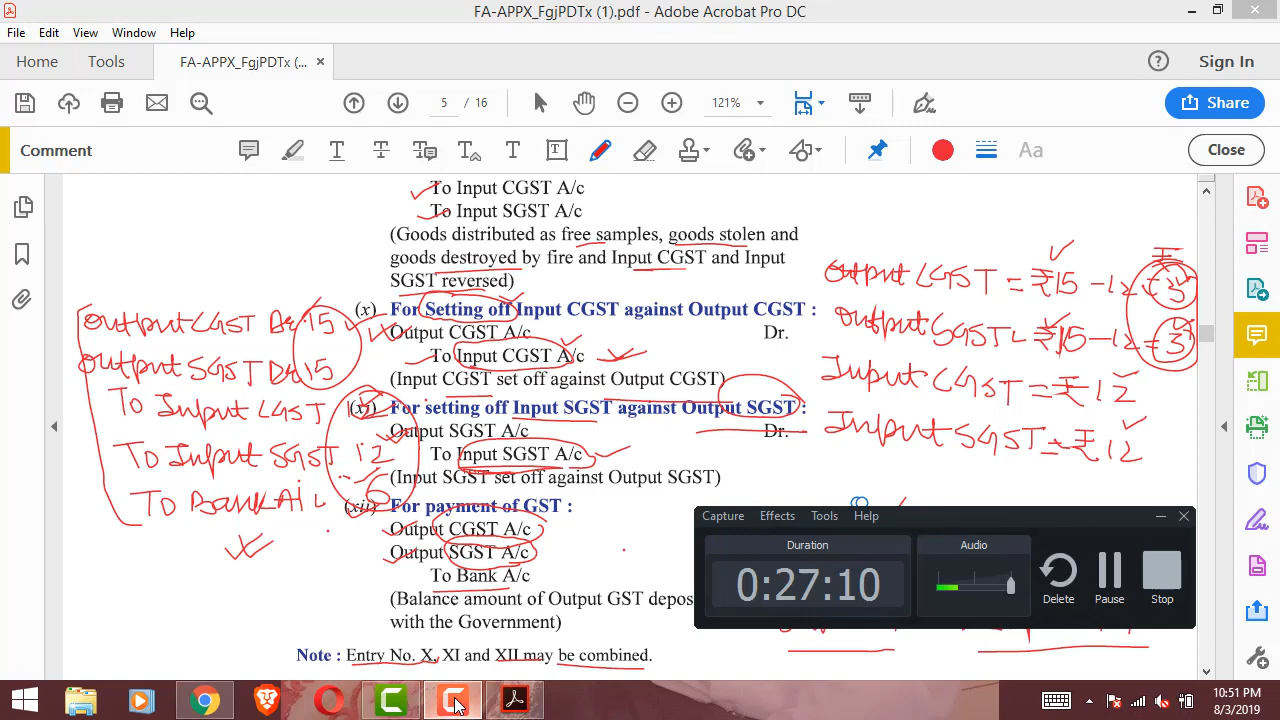 FA-APPX_FgjPDTx (1).pdf - Adobe Acrobat Pro DC
File Edit View Window Help
Home Tools FA-APPX_FgjPDTx (... × Sign In
5 / 16 121% Share
Comment Aa Close
To Input CGST A/c
To Input SGST A/c
(Goods distributed as free samples, goods stolen and
goods destroyed by fire and Input CGST and Input
SGST reversed)
(x) For Setting off Input CGST against Output CGST :
Output CGST A/c Dr.
To Input CGST A/c
(Input CGST set off against Output CGST)
(xi) For setting off Input SGST against Output SGST :
Output SGST A/c Dr.
To Input SGST A/c
(Input SGST set off against Output SGST)
(xii) For payment of GST :
Output CGST A/c
Output SGST A/c
To Bank A/c
(Balance amount of Output GST depos
with the Government)
Note : Entry No. X, XI and XII may be combined.
Output CGST Dr 15
Output SGST Dr 15
To Input CGST 12
To Input SGST 12
To Bank A/c 6
Output CGST = ₹15 - 12 = 3
Output SGST = ₹15 - 12 = 3
Input CGST = ₹ 12
Input SGST = ₹ 12
Capture Effects Tools Help
Duration Audio
0:27:10
Delete Pause Stop
10:51 PM
8/3/2019